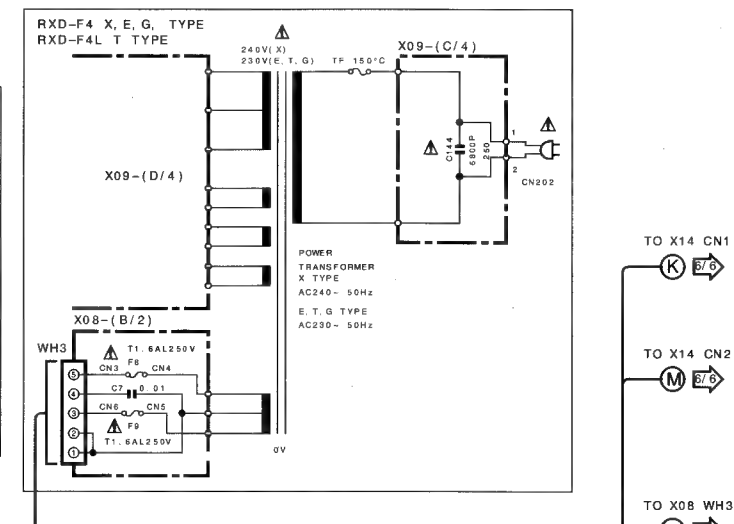 RXD-F4 X, E, G, TYPE
RXD-F4L T TYPE
240V( X)
230V(E, T, G)
TF 150°C
X09-(C/4)
X09-(D/4)
C144
6800P
250
1
2
CN202
POWER
TRANSFORMER
X TYPE
AC240~ 50Hz
E, T, G TYPE
AC230~ 50Hz
X08-(B/2)
WH3
T1. 6AL250V
5
CN3
F8
CN4
4
C7
0. 01
3
CN6
CN5
F9
2
T1. 6AL250V
1
0V
TO X14 CN1
K
6/6
TO X14 CN2
M
6/6
TO X08 WH3